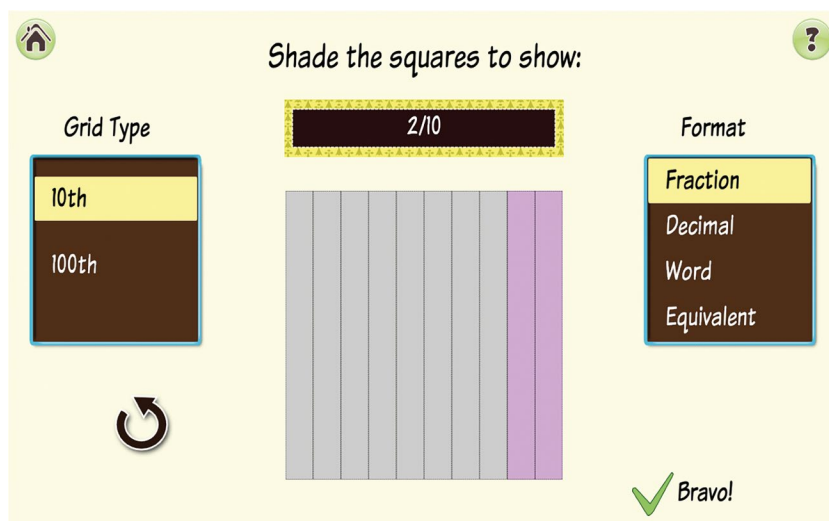 ?
Shade the squares to show:
Grid Type
2/10
Format
10th
100th
Fraction
Decimal
Word
Equivalent
Bravo!